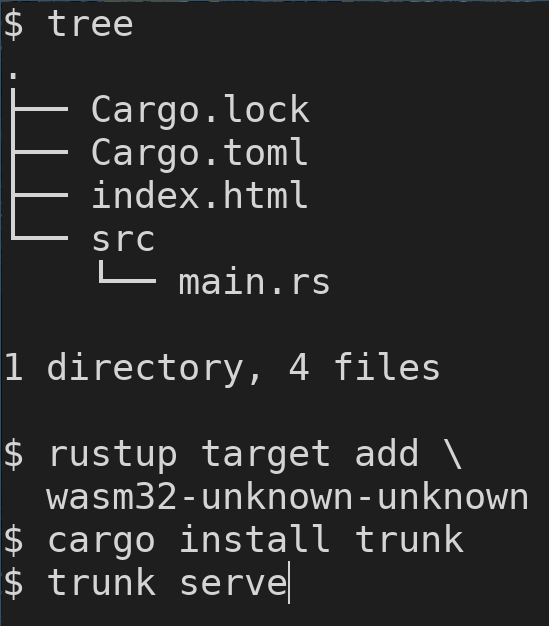 $ tree
.
├── Cargo.lock
├── Cargo.toml
├── index.html
└── src
    └── main.rs
1 directory, 4 files
$ rustup target add \
  wasm32-unknown-unknown
$ cargo install trunk
$ trunk serve